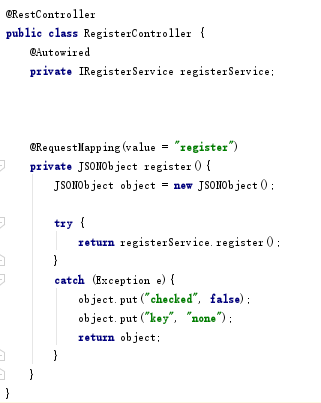 @RestController
public class RegisterController {
@Autowired
private IRegisterService registerService;
@RequestMapping(value = "register")
private JSONObject register(){
JSONObject object = new JSONObject();
try {
return registerService.register();
}
catch (Exception e){
object.put("checked", false);
object.put("key", "none");
return object;
}
}
}